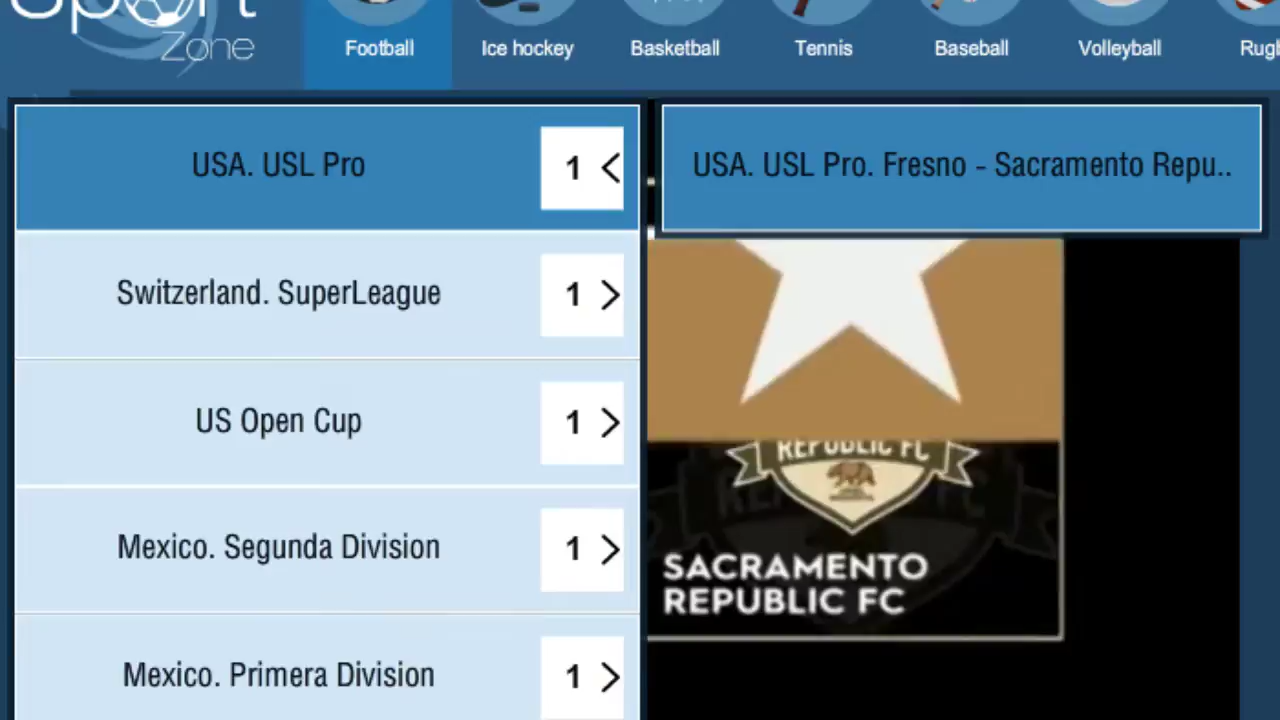 Sport
Zone
Football
Ice hockey
Basketball
Tennis
Baseball
Volleyball
USA. USL Pro
1
USA. USL Pro. Fresno - Sacramento Repu..
Switzerland. SuperLeague
1
US Open Cup
1
Mexico. Segunda Division
1
Mexico. Primera Division
1
REPUBLIC FC
SACRAMENTO
REPUBLIC FC